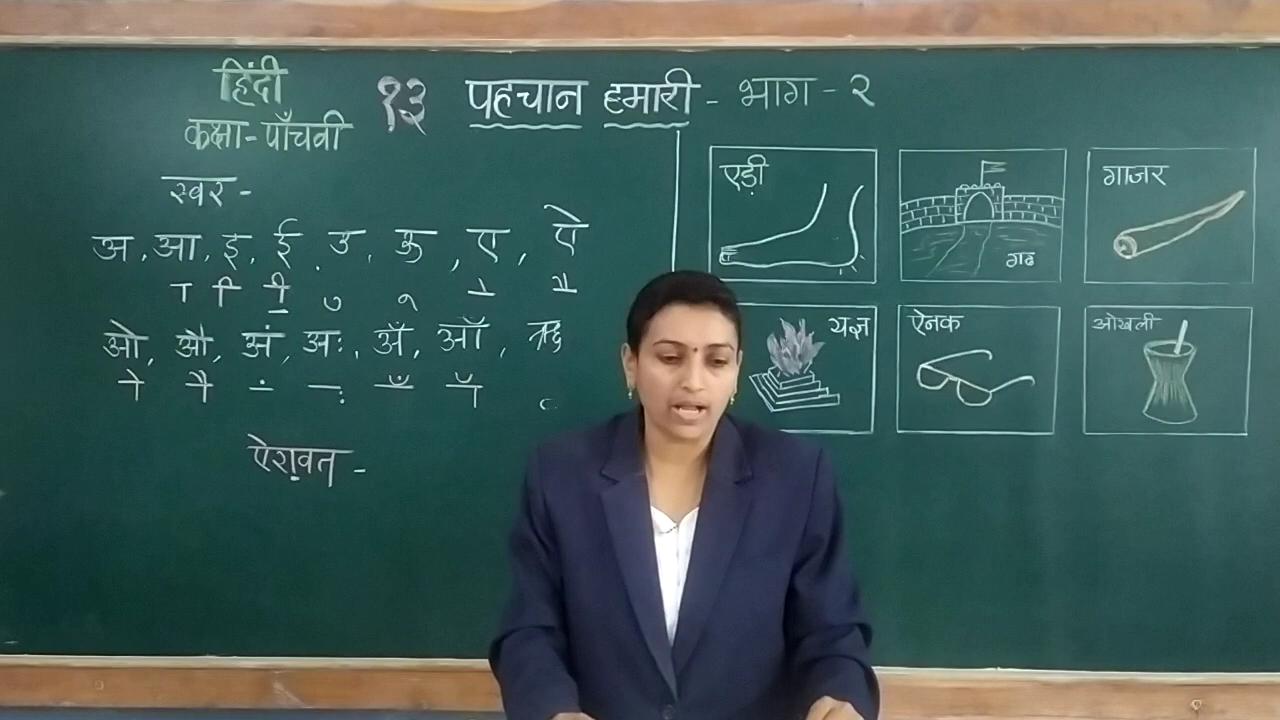 हिंदी
कक्षा - पाँचवी
१३ पहचान हमारी - भाग - २
स्वर -
अ, आ, इ, ई, उ, ऊ, ए, ऐ
ा ि ी ु ृ े ै
ओ, औ, अं, अः, अँ, ऑ, ऋ
ो ौ ं ः ँ ॉ
ऐरावत -
एड़ी
गढ
गाजर
यज्ञ
ऐनक
ओखली